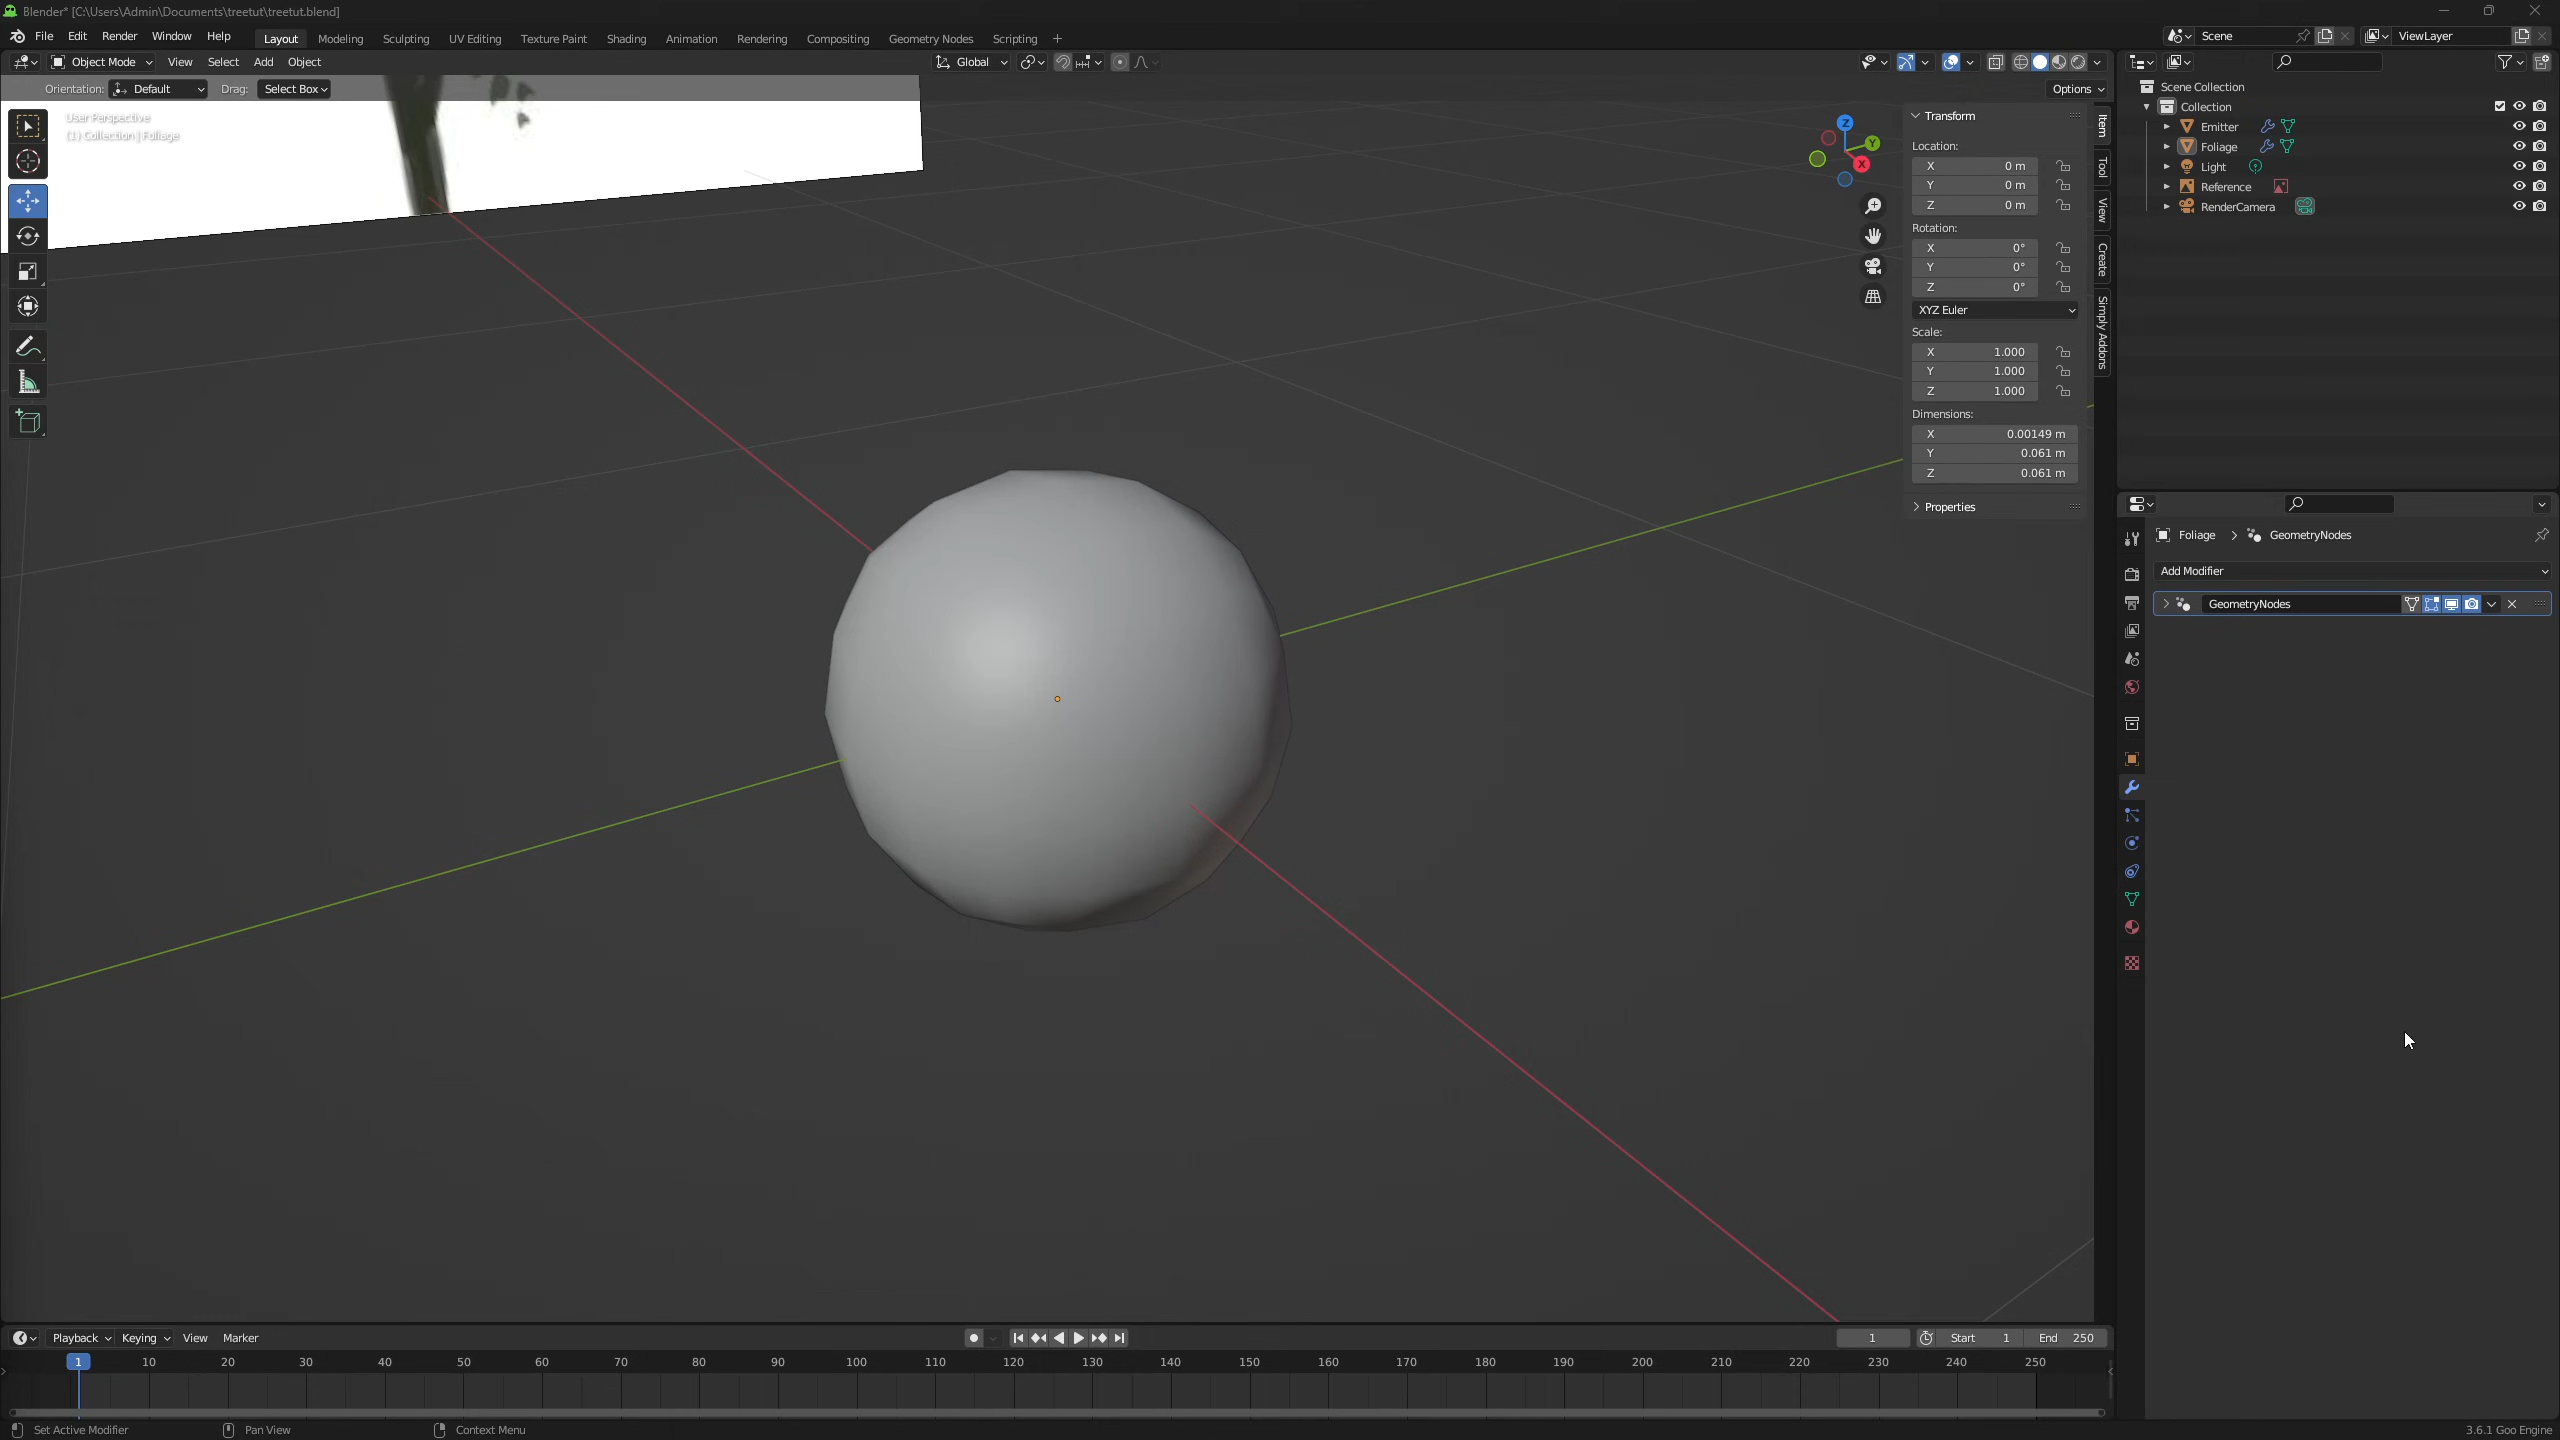 Blender* [C:\Users\Admin\Documents\treetut\treetut.blend]
File Edit Render Window Help Layout Modeling Sculpting UV Editing Texture Paint Shading Animation Rendering Compositing Geometry Nodes Scripting + Scene ViewLayer
Object Mode View Select Add Object Global
Orientation: Default Drag: Select Box Options
User Perspective
(1) Collection | Foliage
Z
Y
X
Transform
Location:
X 0 m
Y 0 m
Z 0 m
Rotation:
X 0°
Y 0°
Z 0°
XYZ Euler
Scale:
X 1.000
Y 1.000
Z 1.000
Dimensions:
X 0.00149 m
Y 0.061 m
Z 0.061 m
Properties
Item
Tool
View
Create
Simply Addons
Scene Collection
Collection
Emitter
Foliage
Light
Reference
RenderCamera
Foliage > GeometryNodes
Add Modifier
GeometryNodes
Playback Keying View Marker 1 Start 1 End 250
1 10 20 30 40 50 60 70 80 90 100 110 120 130 140 150 160 170 180 190 200 210 220 230 240 250
Set Active Modifier Pan View Context Menu 3.6.1 Goo Engine